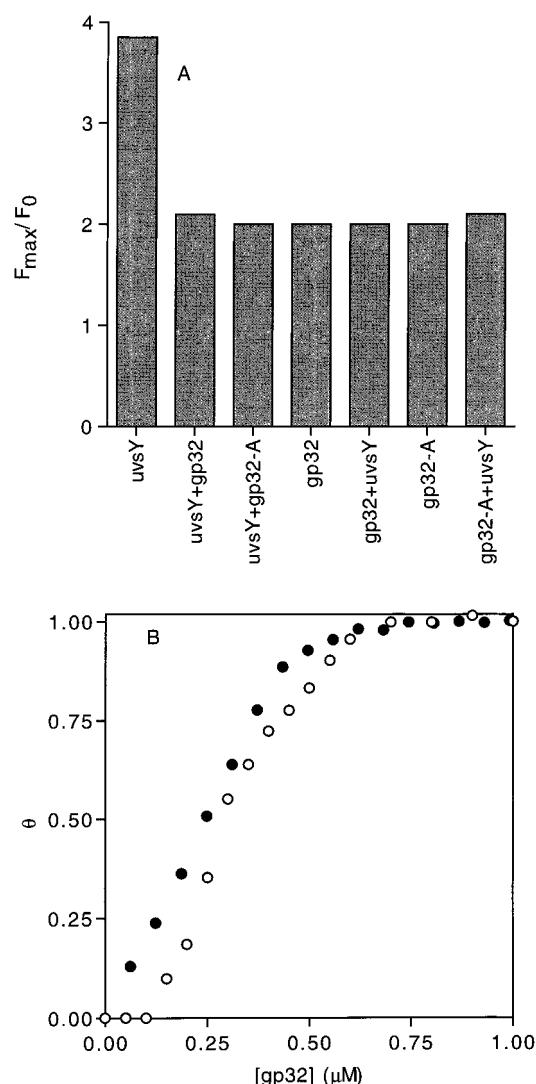 A
4
3
2
1
0
Fmax/F0
uvsY
uvsY+gp32
uvsY+gp32-A
gp32
gp32+uvsY
gp32-A
gp32-A+uvsY
B
1.00
0.75
0.50
0.25
0.00
θ
0.00 0.25 0.50 0.75 1.00
[gp32] (μM)